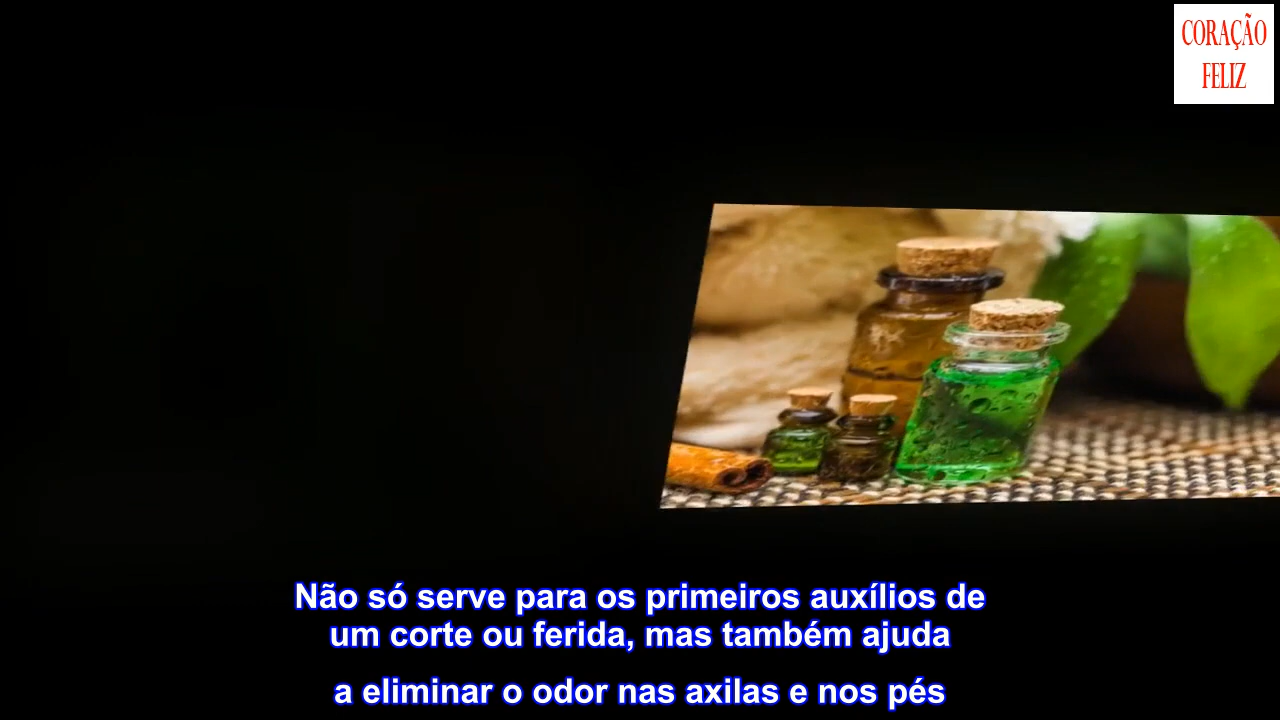 CORAÇÃO
FELIZ
Não só serve para os primeiros auxílios de
um corte ou ferida, mas também ajuda
a eliminar o odor nas axilas e nos pés